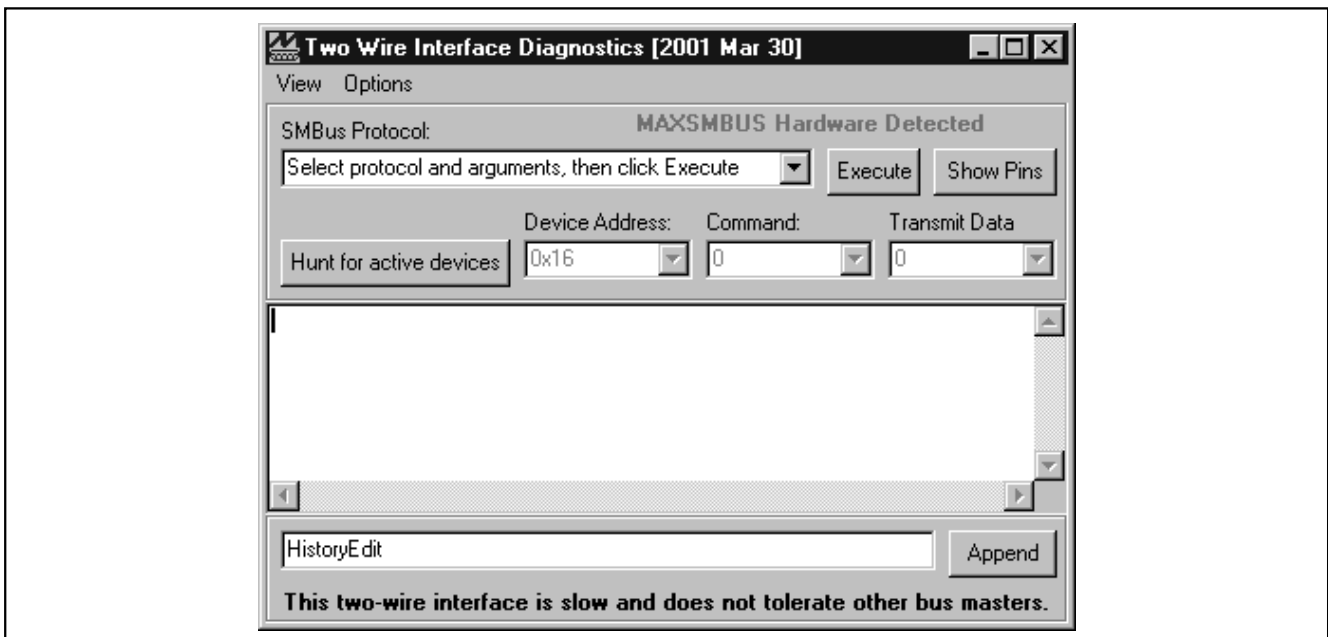 Two Wire Interface Diagnostics [2001 Mar 30]
View Options
SMBus Protocol:
MAXSMBUS Hardware Detected
Select protocol and arguments, then click Execute
Execute
Show Pins
Device Address:
Command:
Transmit Data
Hunt for active devices
0x16
0
0
HistoryEdit
Append
This two-wire interface is slow and does not tolerate other bus masters.